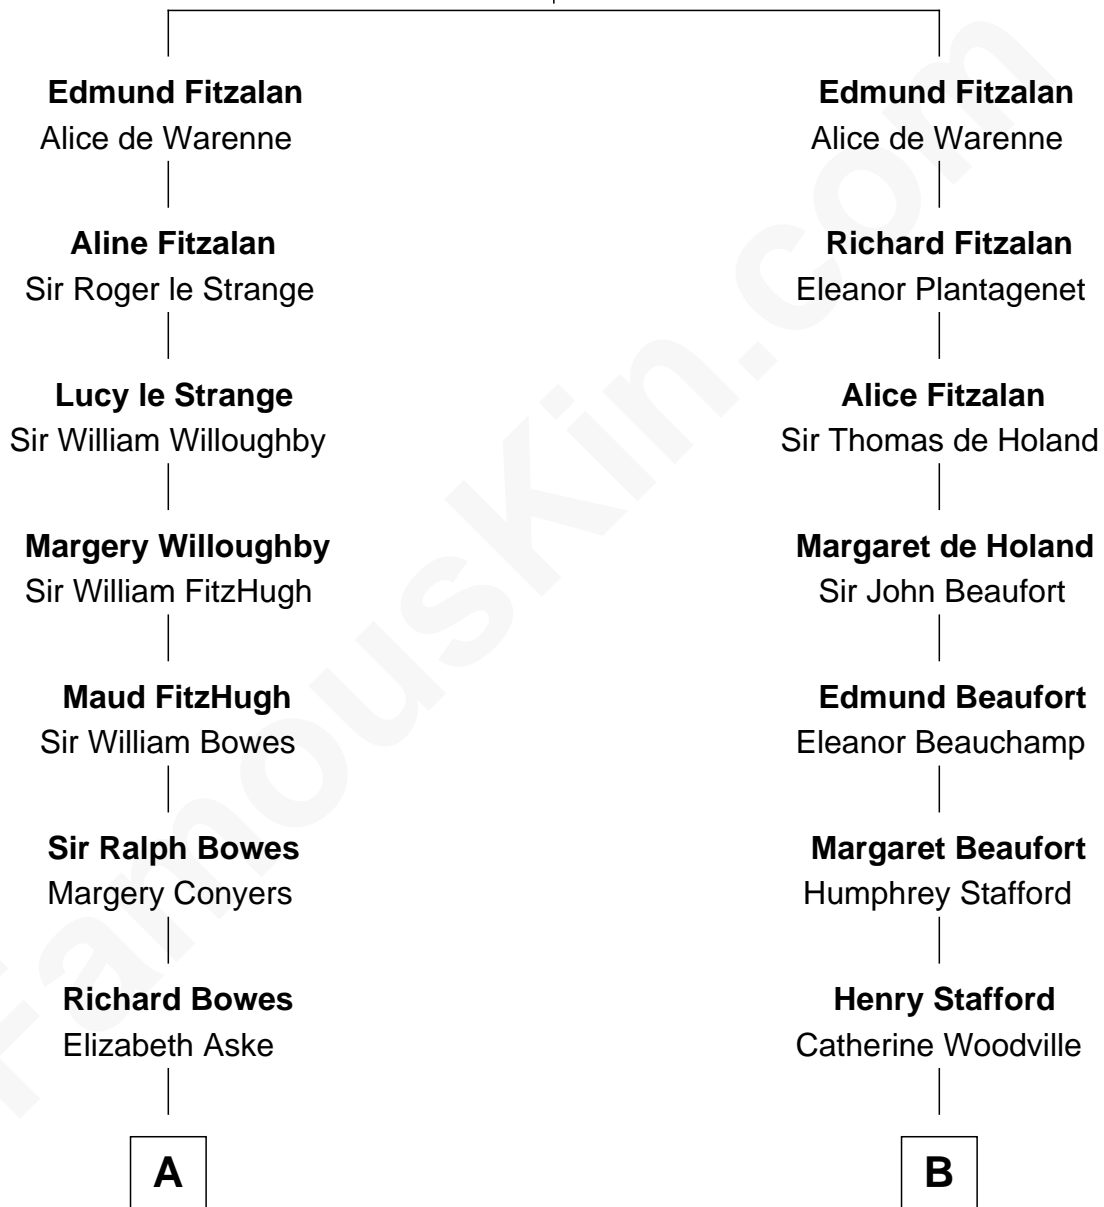 Edmund Fitzalan
Alice de Warenne
Aline Fitzalan
Sir Roger le Strange
Lucy le Strange
Sir William Willoughby
Margery Willoughby
Sir William FitzHugh
Maud FitzHugh
Sir William Bowes
Sir Ralph Bowes
Margery Conyers
Richard Bowes
Elizabeth Aske
A
Edmund Fitzalan
Alice de Warenne
Richard Fitzalan
Eleanor Plantagenet
Alice Fitzalan
Sir Thomas de Holand
Margaret de Holand
Sir John Beaufort
Edmund Beaufort
Eleanor Beauchamp
Margaret Beaufort
Humphrey Stafford
Henry Stafford
Catherine Woodville
B
FamousKin.com